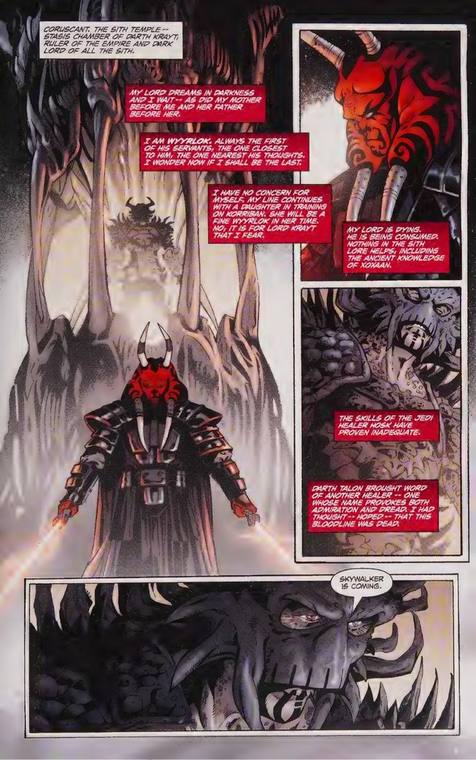 CORUSCANT. THE SITH TEMPLE--
STASIS CHAMBER OF DARTH KRAYT,
RULER OF THE EMPIRE AND DARK
LORD OF ALL THE SITH.
MY LORD DREAMS IN DARKNESS
AND I WAIT -- AS DID MY MOTHER
BEFORE ME AND HER FATHER
BEFORE HER.
I AM WYYRLOK. ALWAYS THE FIRST
OF HIS SERVANTS, THE ONE CLOSEST
TO HIM, THE ONE NEAREST HIS THOUGHTS.
I WONDER NOW IF I SHALL BE THE LAST.
I HAVE NO CONCERN FOR
MYSELF. MY LINE CONTINUES
WITH A DAUGHTER IN TRAINING
ON KORRIBAN. SHE WILL BE A
FINE WYYRLOK IN HER TIME.
NO; IT IS FOR LORD KRAYT
THAT I FEAR.
MY LORD IS DYING.
HE IS BEING CONSUMED.
NOTHING IN THE SITH
LORE HELPS, INCLUDING
THE ANCIENT KNOWLEDGE
OF XOXAAN.
THE SKILLS OF THE JEDI
HEALER HOSK HAVE
PROVEN INADEQUATE.
DARTH TALON BROUGHT WORD
OF ANOTHER HEALER -- ONE
WHOSE NAME PROVOKES BOTH
ADMIRATION AND DREAD. I HAD
THOUGHT -- HOPED -- THAT THIS
BLOODLINE WAS DEAD.
SKYWALKER
IS COMING.